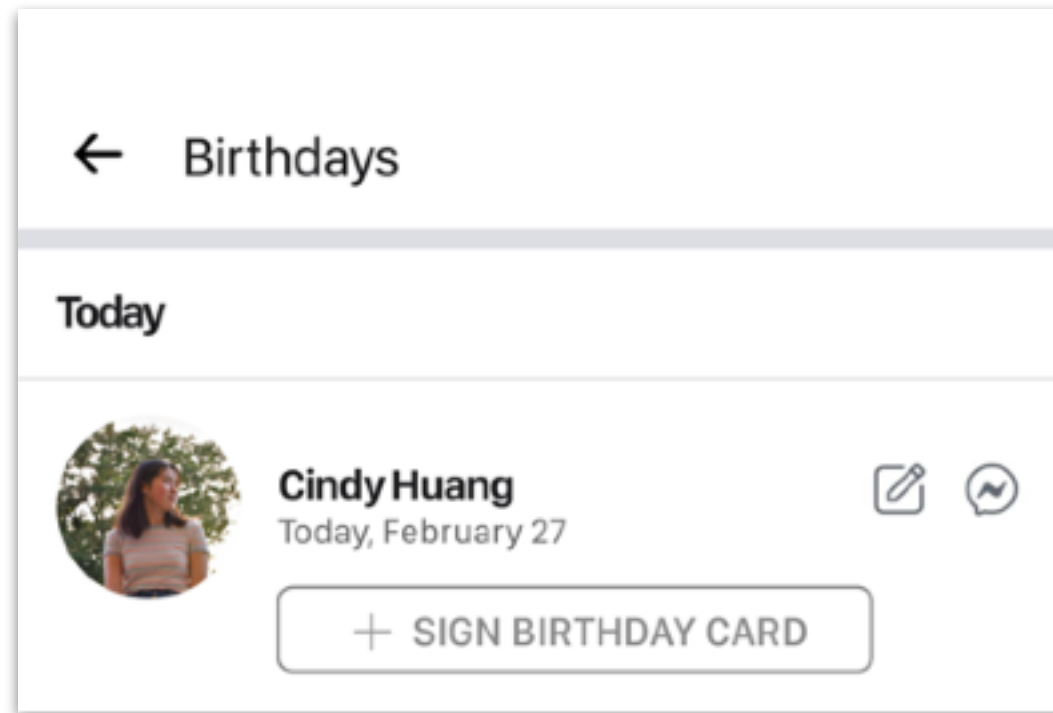 Birthdays
Today
Cindy Huang
Today, February 27
+ SIGN BIRTHDAY CARD